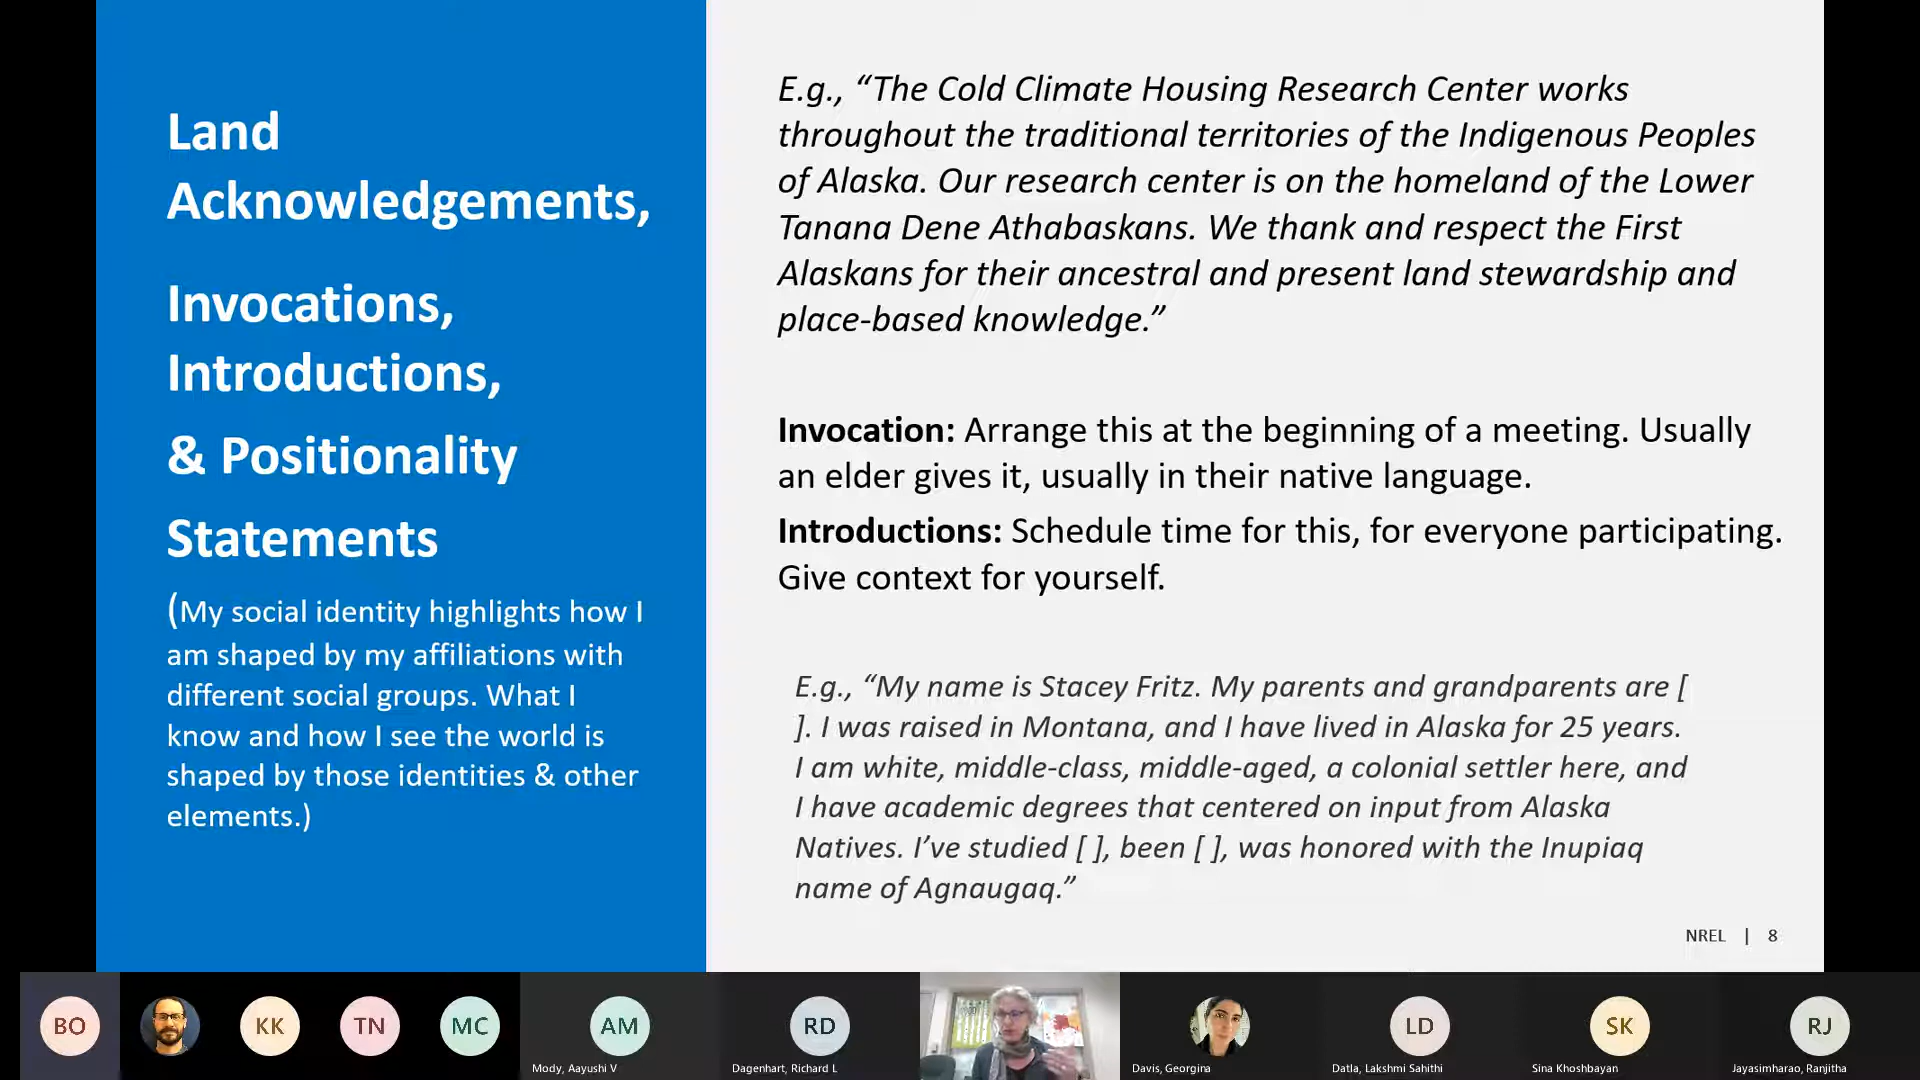 Land
Acknowledgements,
Invocations,
Introductions,
& Positionality
Statements
(My social identity highlights how I
am shaped by my affiliations with
different social groups. What I
know and how I see the world is
shaped by those identities & other
elements.)
E.g., “The Cold Climate Housing Research Center works
throughout the traditional territories of the Indigenous Peoples
of Alaska. Our research center is on the homeland of the Lower
Tanana Dene Athabaskans. We thank and respect the First
Alaskans for their ancestral and present land stewardship and
place-based knowledge.”
Invocation: Arrange this at the beginning of a meeting. Usually
an elder gives it, usually in their native language.
Introductions: Schedule time for this, for everyone participating.
Give context for yourself.
E.g., “My name is Stacey Fritz. My parents and grandparents are [
]. I was raised in Montana, and I have lived in Alaska for 25 years.
I am white, middle-class, middle-aged, a colonial settler here, and
I have academic degrees that centered on input from Alaska
Natives. I’ve studied [ ], been [ ], was honored with the Inupiaq
name of Agnaugaq.”
NREL | 8
BO
KK
TN
MC
AM
Mody, Aayushi V
RD
Dagenhart, Richard L
Davis, Georgina
LD
Datla, Lakshmi Sahithi
SK
Sina Khoshbayan
RJ
Jayasimharao, Ranjitha